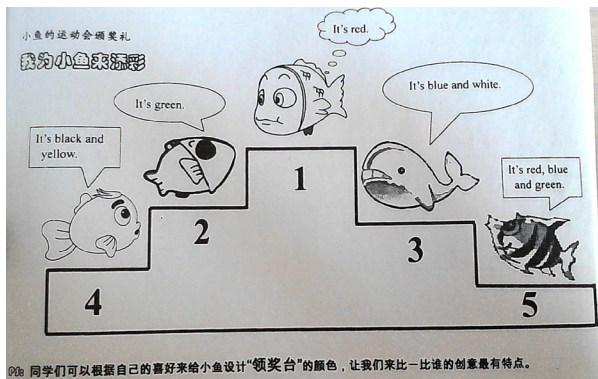 小鱼的运动会颁奖礼
我为小鱼来添彩
It's red.
It's green.
It's blue and white.
It's black and
yellow.
It's red, blue
and green.
1
2
3
4
5
PS: 同学们可以根据自己的喜好来给小鱼设计“领奖台”的颜色，让我们来比一比谁的创意最有特点。